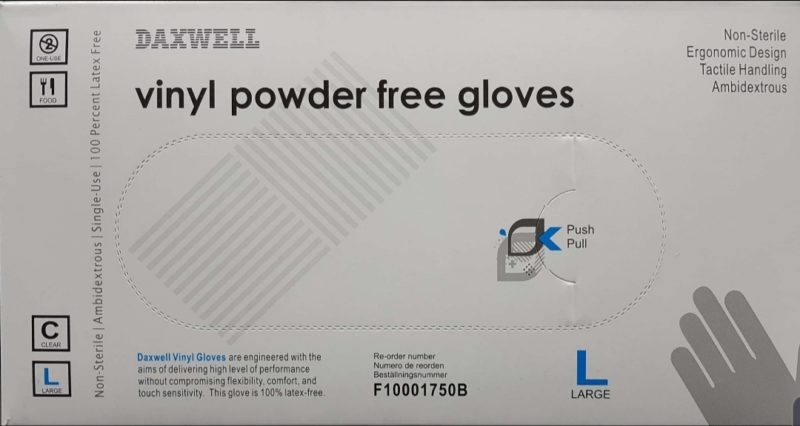 DAXWELL
vinyl powder free gloves
Non-Sterile
Ergonomic Design
Tactile Handling
Ambidextrous
2
ONE-USE
FOOD
Non-Sterile | Ambidextrous | Single-Use | 100 Percent Latex Free
Push
Pull
C
CLEAR
L
LARGE
Daxwell Vinyl Gloves are engineered with the
aims of delivering high level of performance
without compromising flexibility, comfort, and
touch sensitivity. This glove is 100% latex-free.
Re-order number
Numero de reorden
Beställningsnummer
F10001750B
L
LARGE